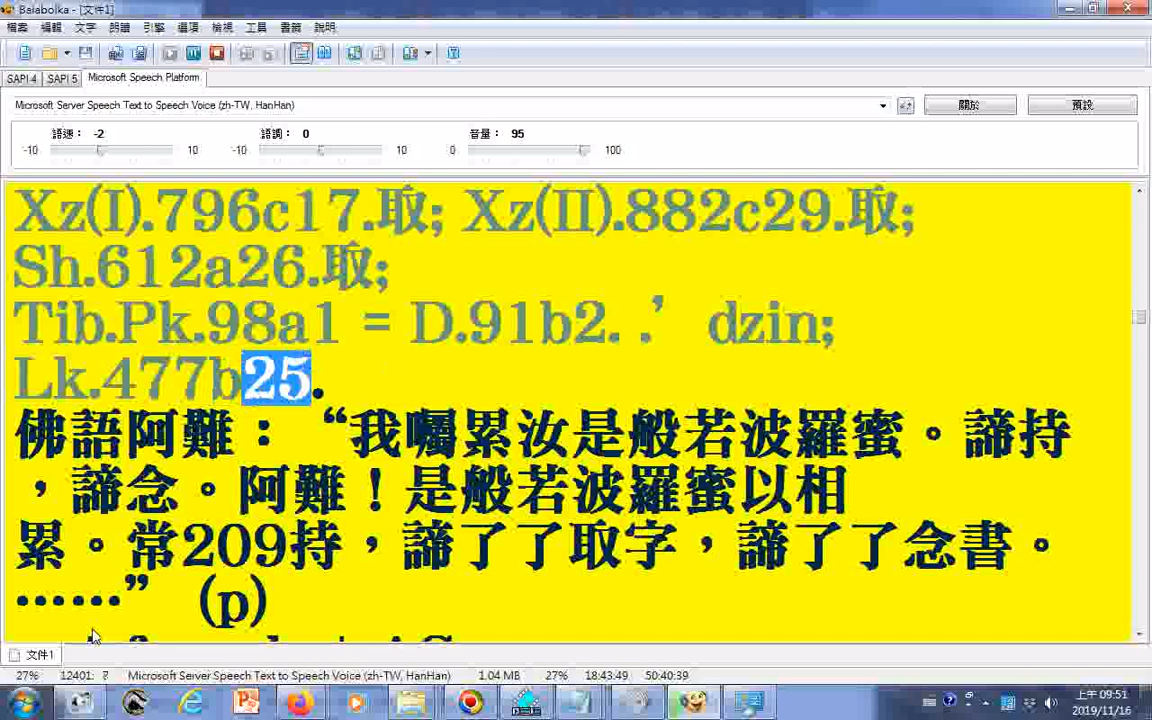 Balabolka - [文件1]
檔案 編輯 文字 朗讀 引擎 選項 檢視 工具 書籤 說明
SAPI 4 SAPI 5 Microsoft Speech Platform
Microsoft Server Speech Text to Speech Voice (zh-TW, HanHan) 關於 預設
語速： -2 語調： 0 音量： 95
-10 10 -10 10 0 100
Xz(I).796c17.取; Xz(II).882c29.取;
Sh.612a26.取;
Tib.Pk.98a1 = D.91b2. .’ dzin;
Lk.477b25.
佛語阿難：“我囑累汝是般若波羅蜜。諦持
，諦念。阿難！是般若波羅蜜以相
累。常209持，諦了了取字，諦了了念書。
……” (p)
文件1
27% 12401: ? Microsoft Server Speech Text to Speech Voice (zh-TW, HanHan) 1.04 MB 27% 18:43:49 50:40:39
上午 09:51
2019/11/16